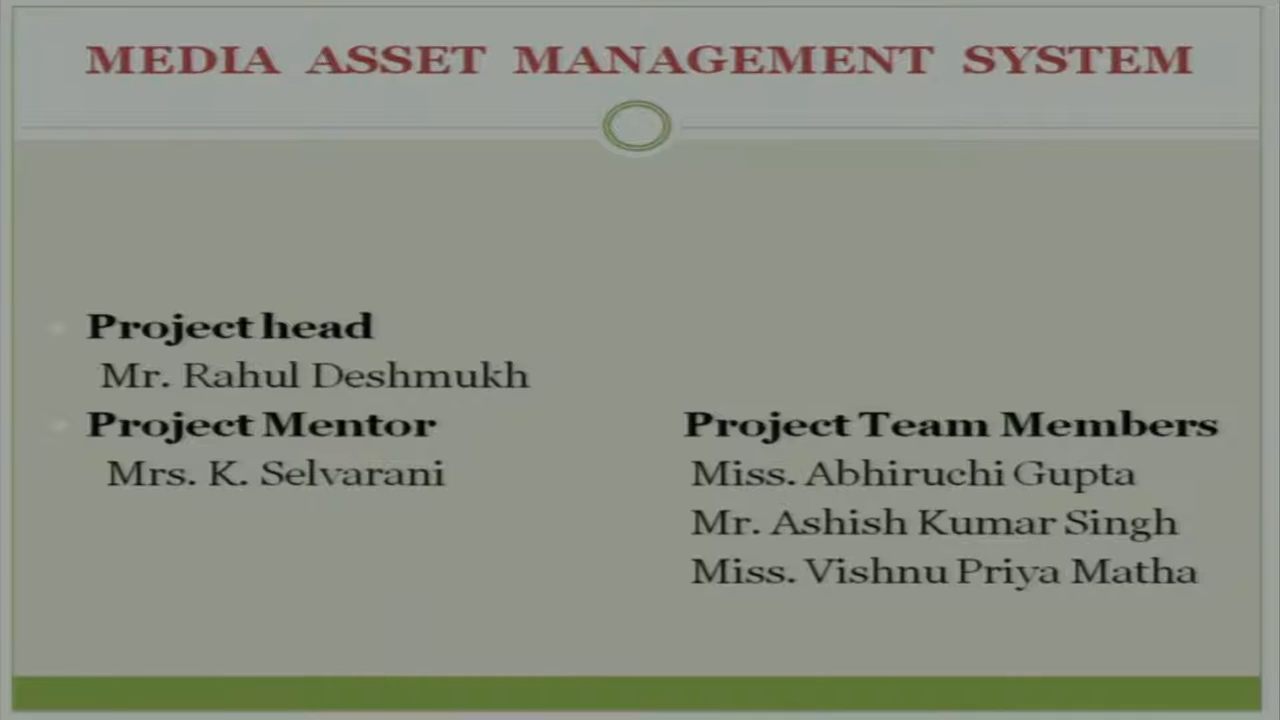 MEDIA ASSET MANAGEMENT SYSTEM
Project head
Mr. Rahul Deshmukh
Project Mentor
Mrs. K. Selvarani
Project Team Members
Miss. Abhiruchi Gupta
Mr. Ashish Kumar Singh
Miss. Vishnu Priya Matha